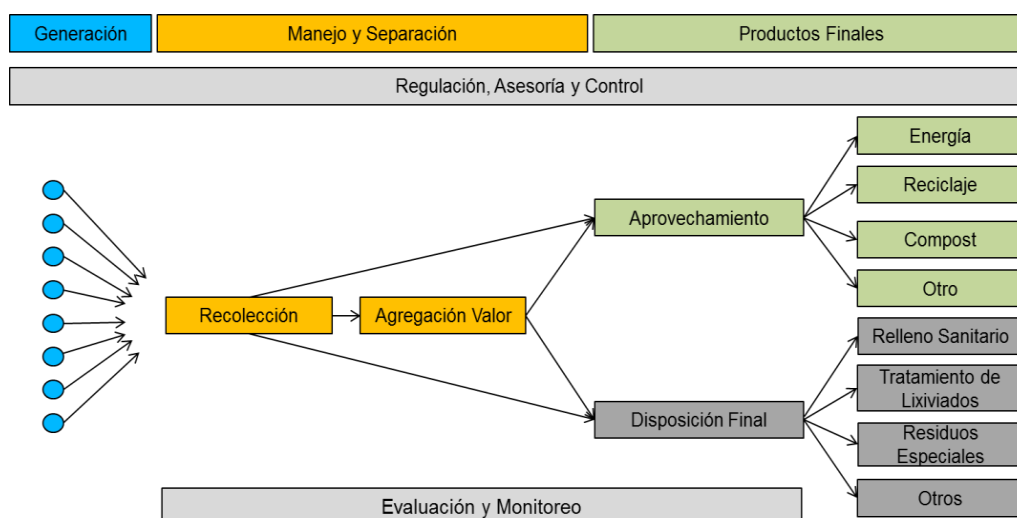 Generación
Manejo y Separación
Productos Finales
Regulación, Asesoría y Control
Energía
Reciclaje
Aprovechamiento
Compost
Otro
Recolección
Agregación Valor
Relleno Sanitario
Tratamiento de
Lixiviados
Disposición Final
Residuos
Especiales
Otros
Evaluación y Monitoreo